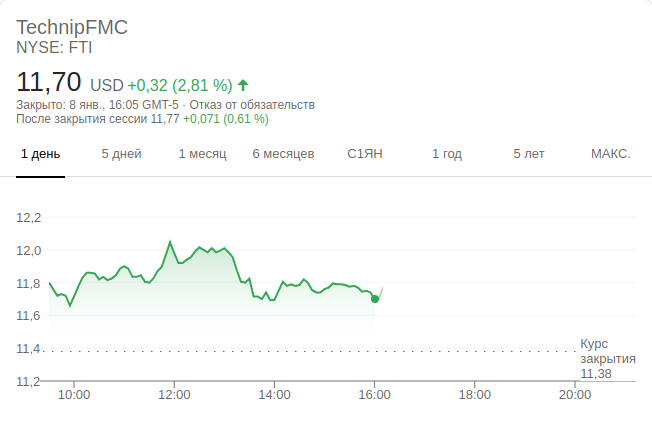 TechnipFMC
NYSE: FTI
11,70 USD +0,32 (2,81 %)
Закрыто: 8 янв., 16:05 GMT-5 · Отказ от обязательств
После закрытия сессии 11,77 +0,071 (0,61 %)
1 день 5 дней 1 месяц 6 месяцев С1ЯН 1 год 5 лет МАКС.
12,2
12,0
11,8
11,6
11,4
Курс
закрытия
11,38
11,2
10:00 12:00 14:00 16:00 18:00 20:00